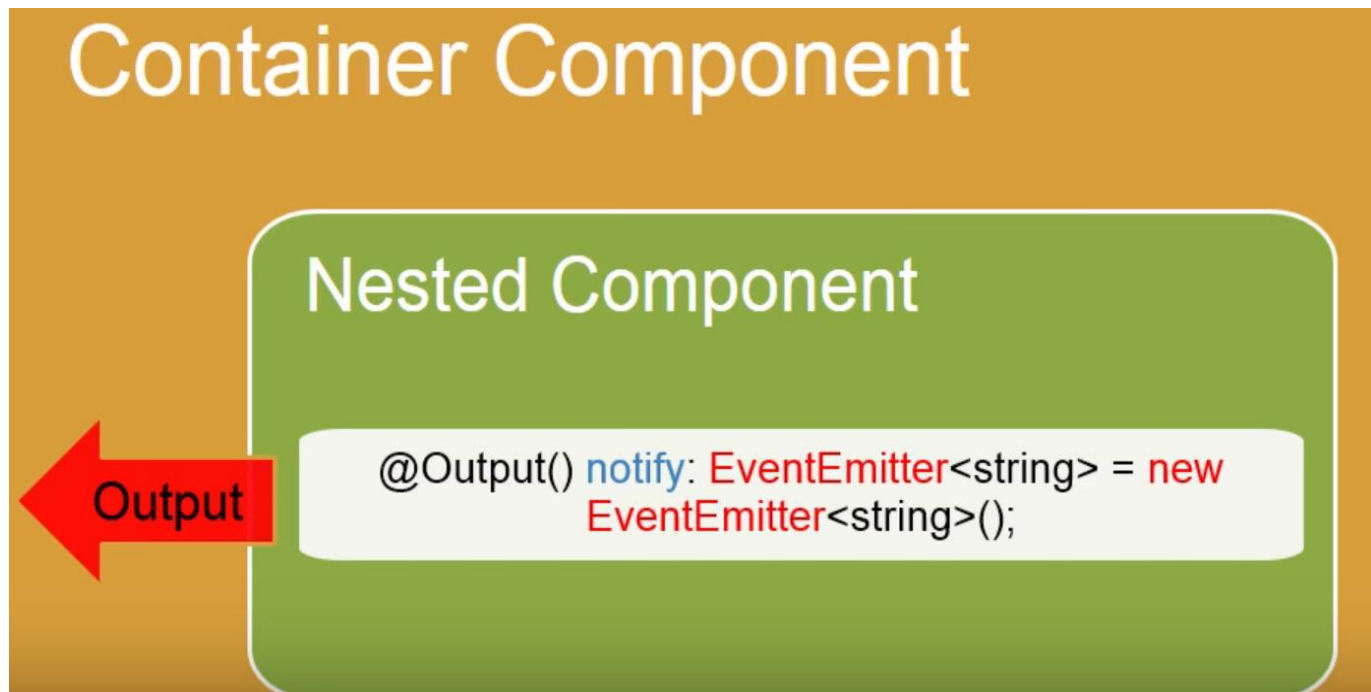 Container Component
Nested Component
@Output() notify: EventEmitter<string> = new
EventEmitter<string>();
Output